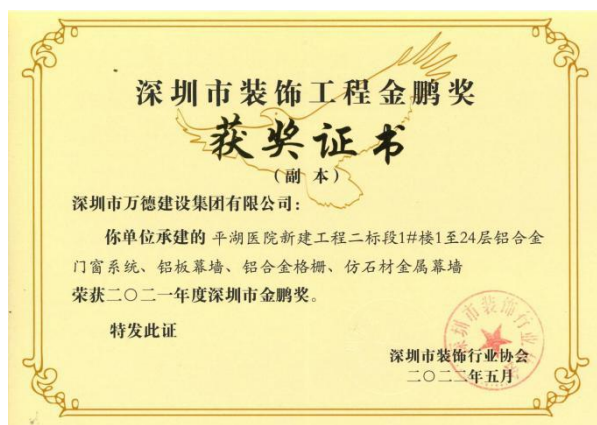 深圳市装饰工程金鹏奖
获奖证书
(副本)
深圳市万德建设集团有限公司:
你单位承建的 平湖医院新建工程二标段1#楼1至24层铝合金
门窗系统、铝板幕墙、铝合金格栅、仿石材金属幕墙
荣获二〇二一年度深圳市金鹏奖。
特发此证
深圳市装饰行业协会
二〇二二年五月